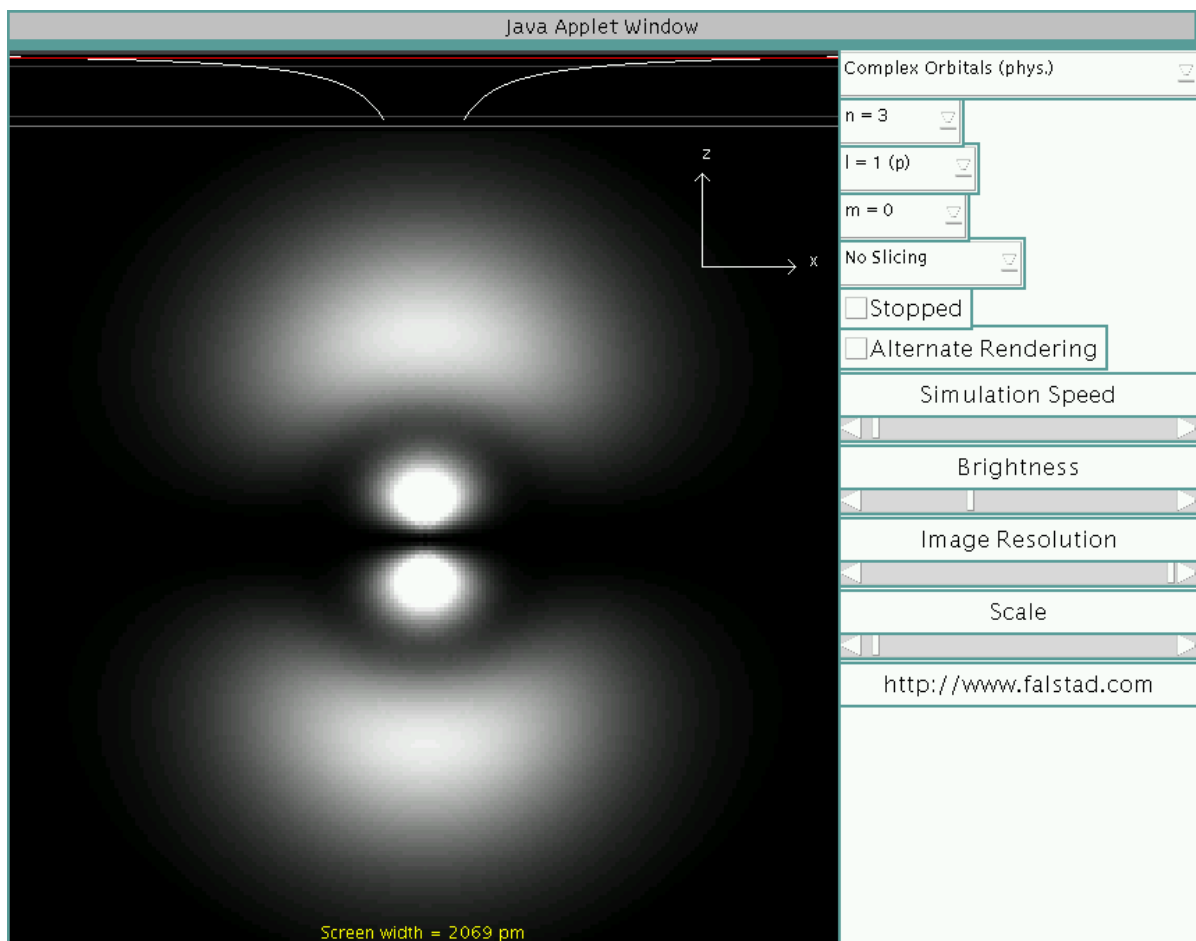 Java Applet Window
Complex Orbitals (phys.)
n = 3
l = 1 (p)
m = 0
No Slicing
Stopped
Alternate Rendering
Simulation Speed
Brightness
Image Resolution
Scale
http://www.falstad.com
z
x
Screen width = 2069 pm